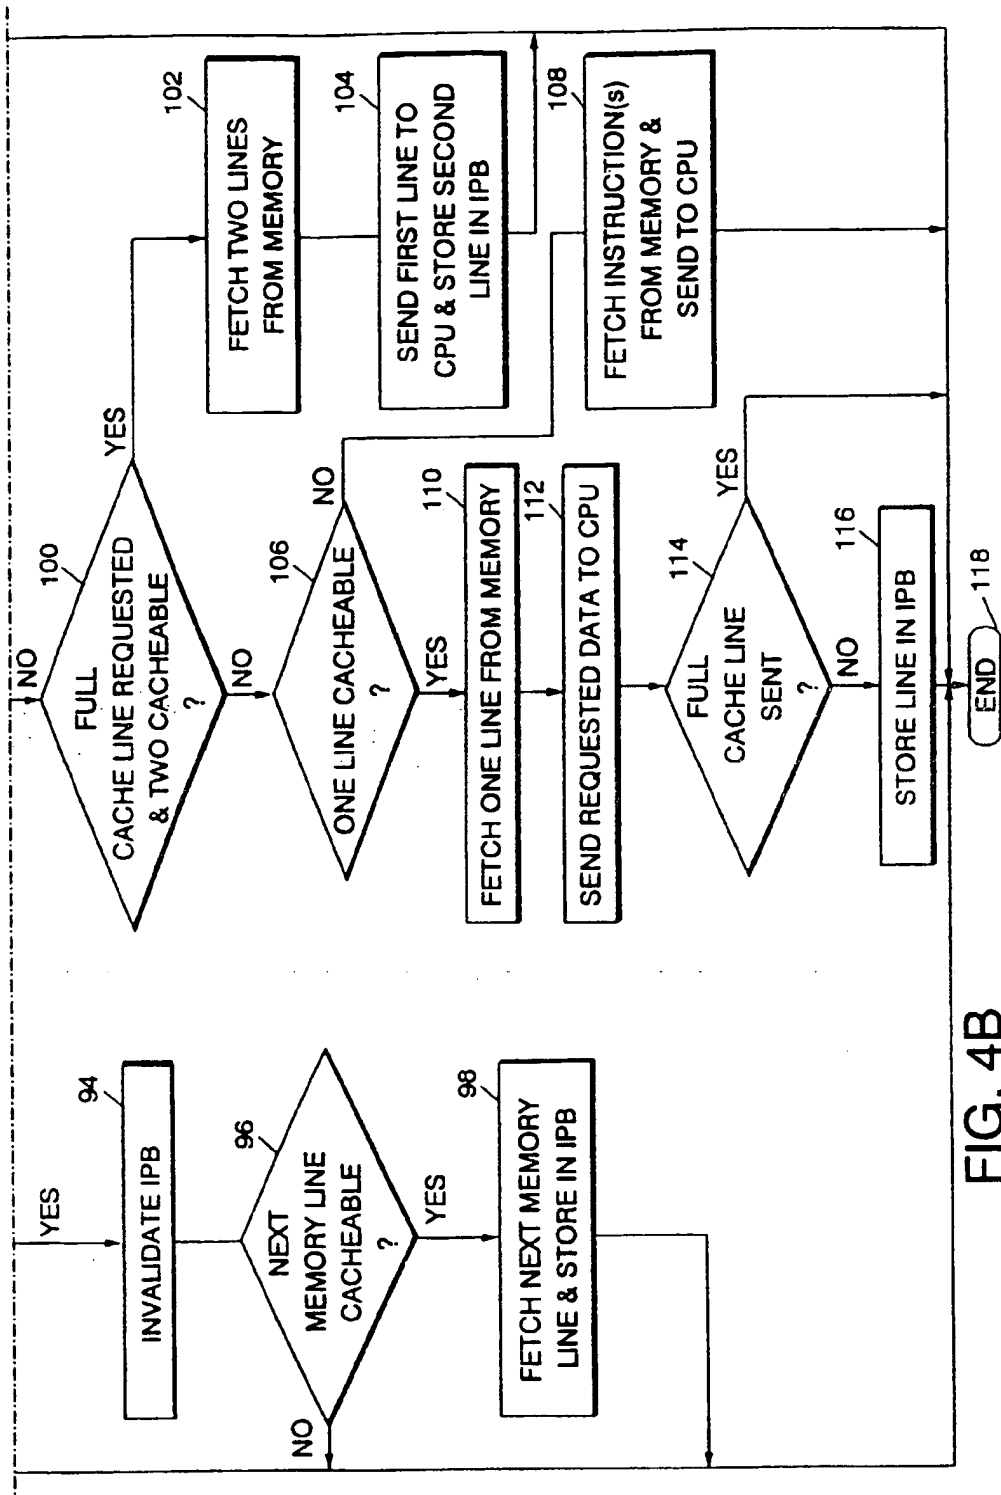 YES
94
INVALIDATE IPB
96
NEXT
MEMORY LINE
CACHEABLE
?
NO
YES
98
FETCH NEXT MEMORY
LINE & STORE IN IPB
NO
100
FULL
CACHE LINE REQUESTED
& TWO CACHEABLE
?
YES
NO
102
FETCH TWO LINES
FROM MEMORY
104
SEND FIRST LINE TO
CPU & STORE SECOND
LINE IN IPB
106
ONE LINE CACHEABLE
?
NO
YES
108
FETCH INSTRUCTION(s)
FROM MEMORY &
SEND TO CPU
110
FETCH ONE LINE FROM MEMORY
112
SEND REQUESTED DATA TO CPU
114
FULL
CACHE LINE
SENT
?
YES
NO
116
STORE LINE IN IPB
END
118
FIG. 4B